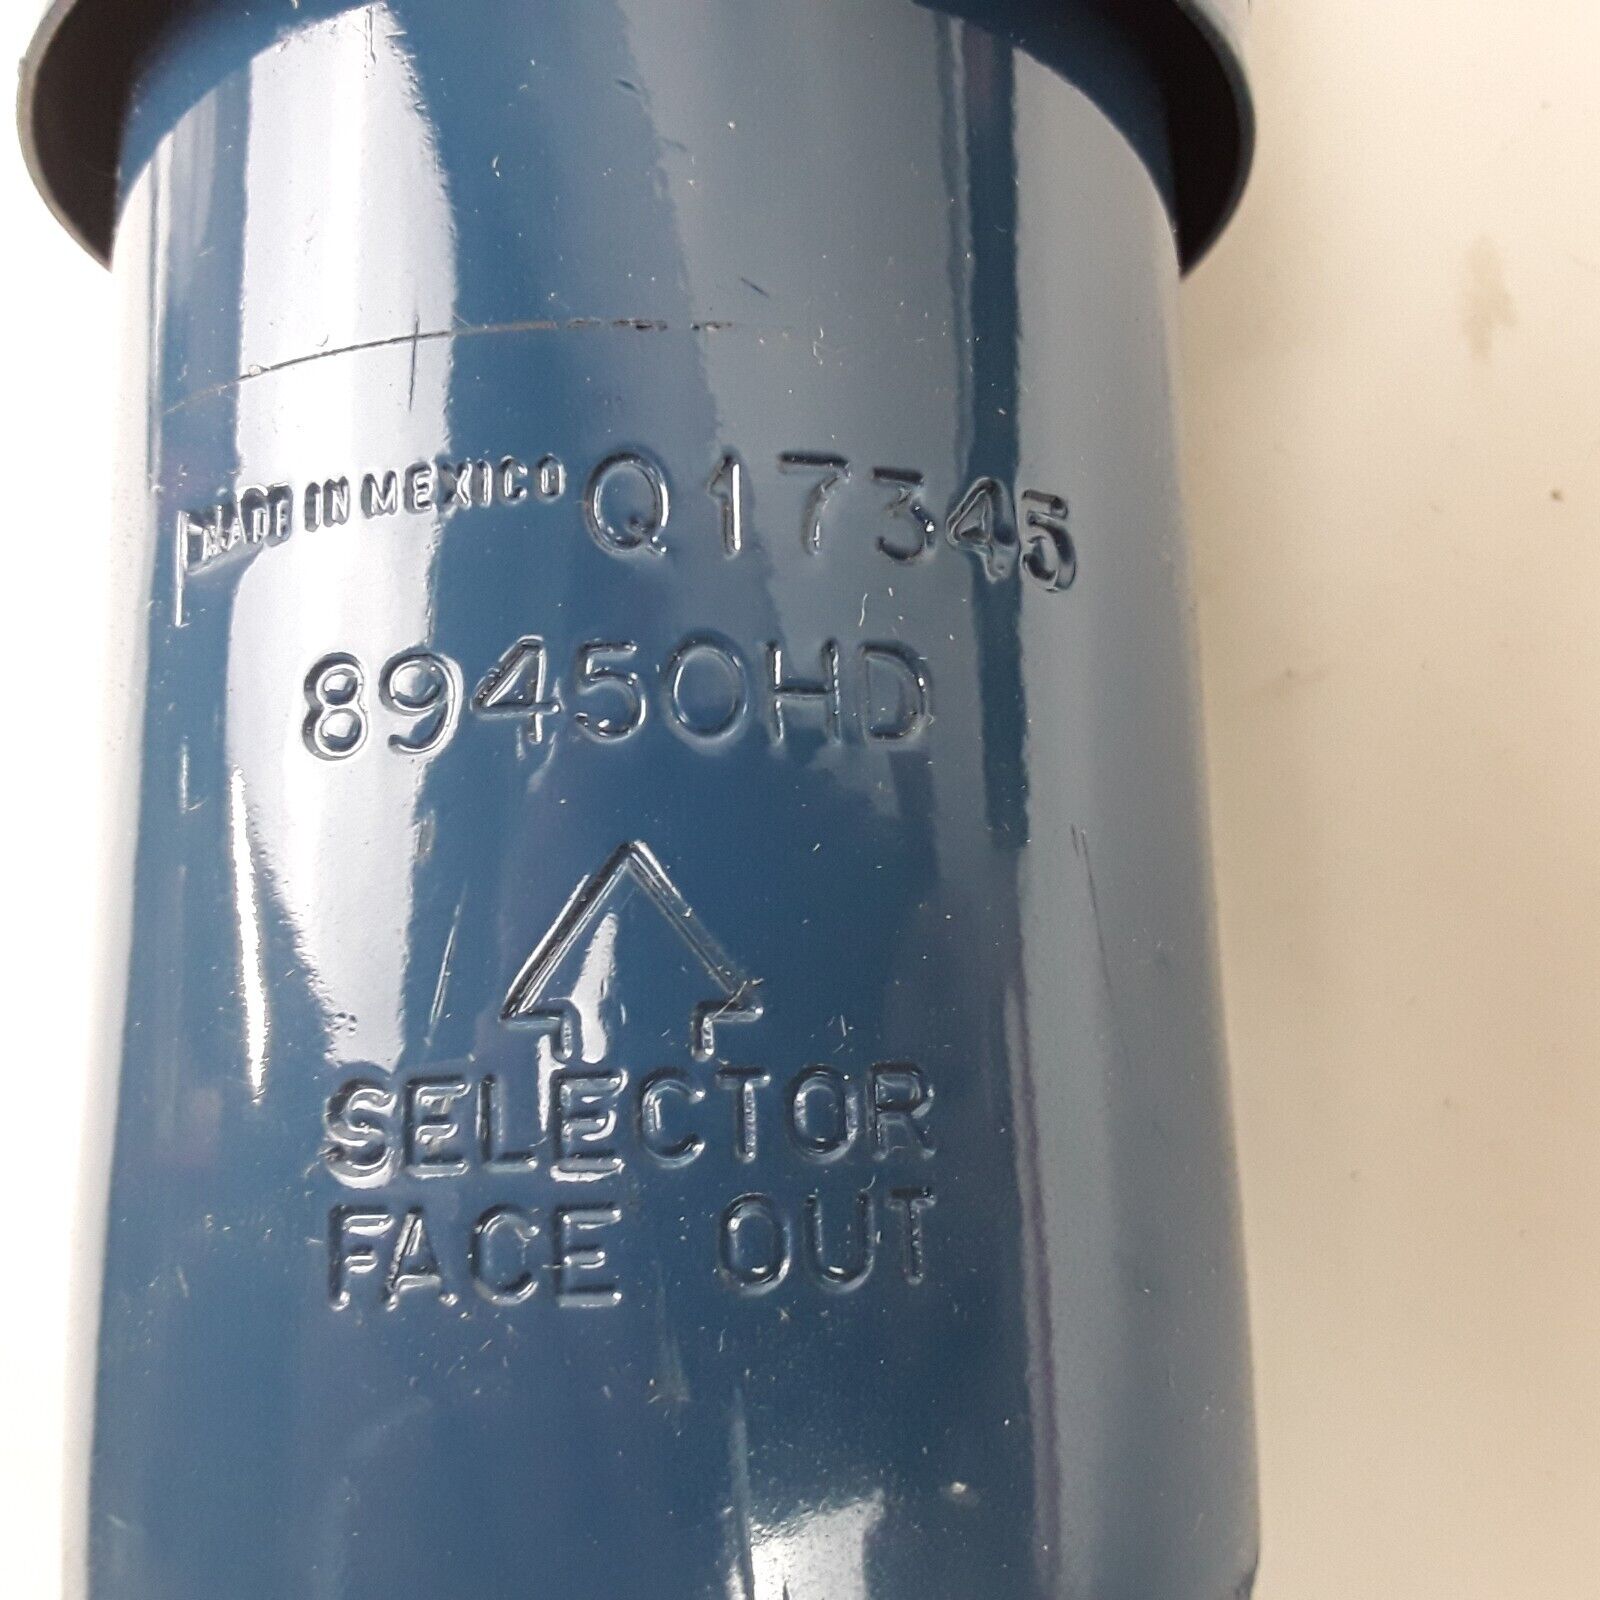 MADE IN MEXICO Q17345
89450HD
SELECTOR
FACE OUT